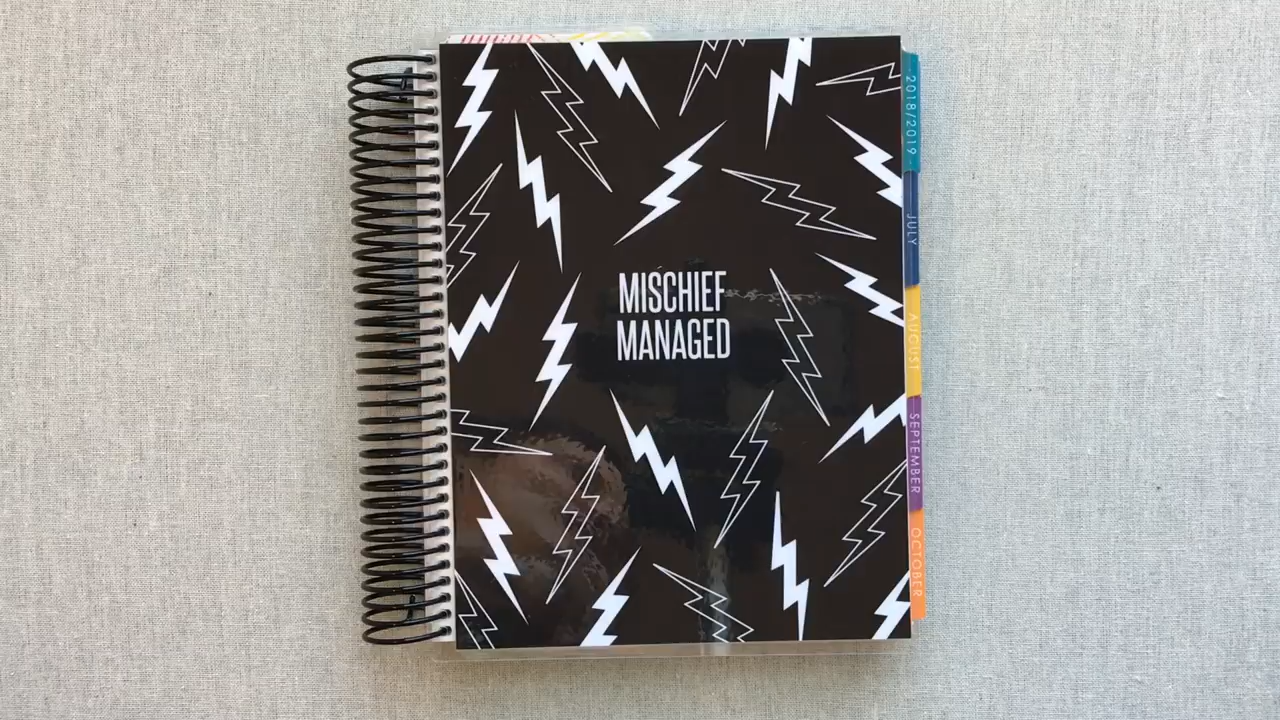 MISCHIEF
MANAGED
2018/2019
JULY
AUGUST
SEPTEMBER
OCTOBER